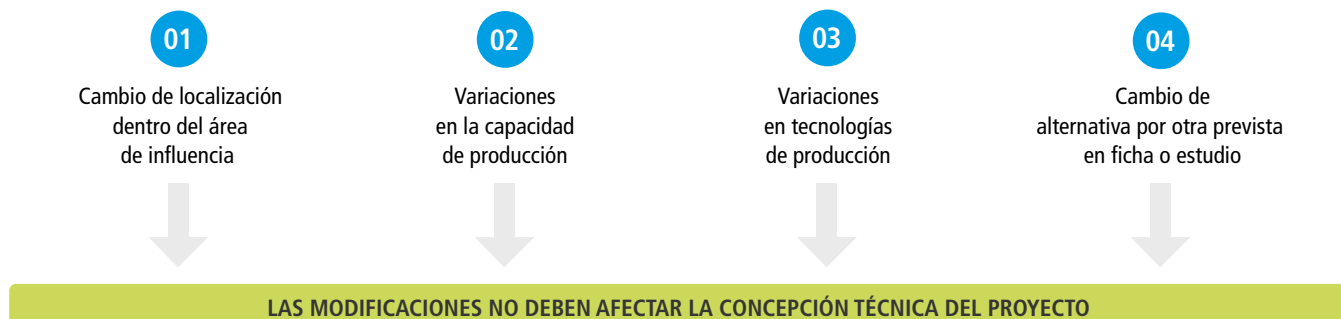 01
Cambio de localización
dentro del área
de influencia
02
Variaciones
en la capacidad
de producción
03
Variaciones
en tecnologías
de producción
04
Cambio de
alternativa por otra prevista
en ficha o estudio
LAS MODIFICACIONES NO DEBEN AFECTAR LA CONCEPCIÓN TÉCNICA DEL PROYECTO